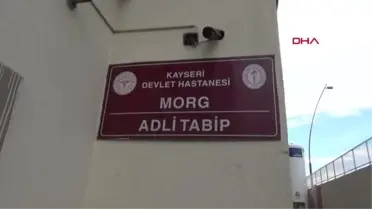 DHA
KAYSERİ
DEVLET HASTANESİ
MORG
ADLİ TABİP